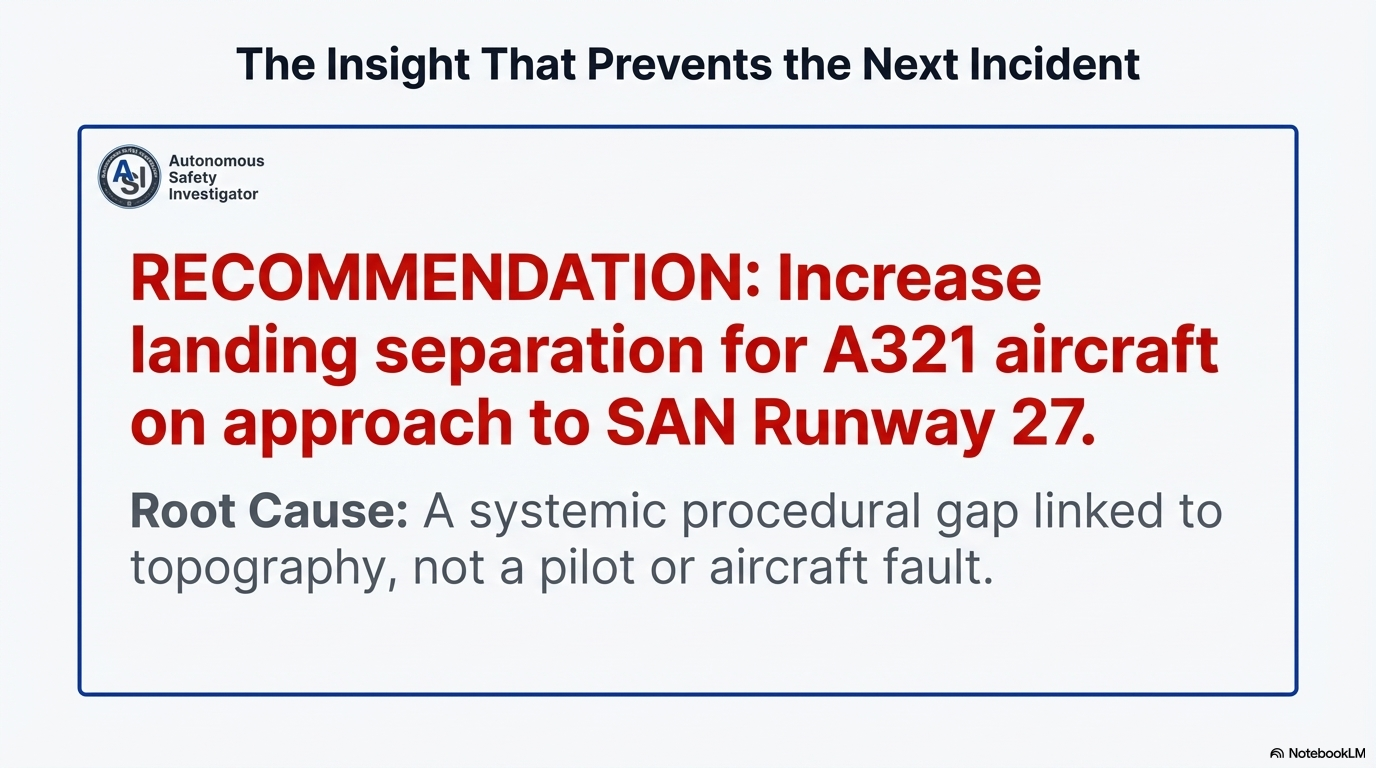 The Insight That Prevents the Next Incident
ASI
Autonomous
Safety
Investigator
RECOMMENDATION: Increase
landing separation for A321 aircraft
on approach to SAN Runway 27.
Root Cause: A systemic procedural gap linked to
topography, not a pilot or aircraft fault.
NotebookLM